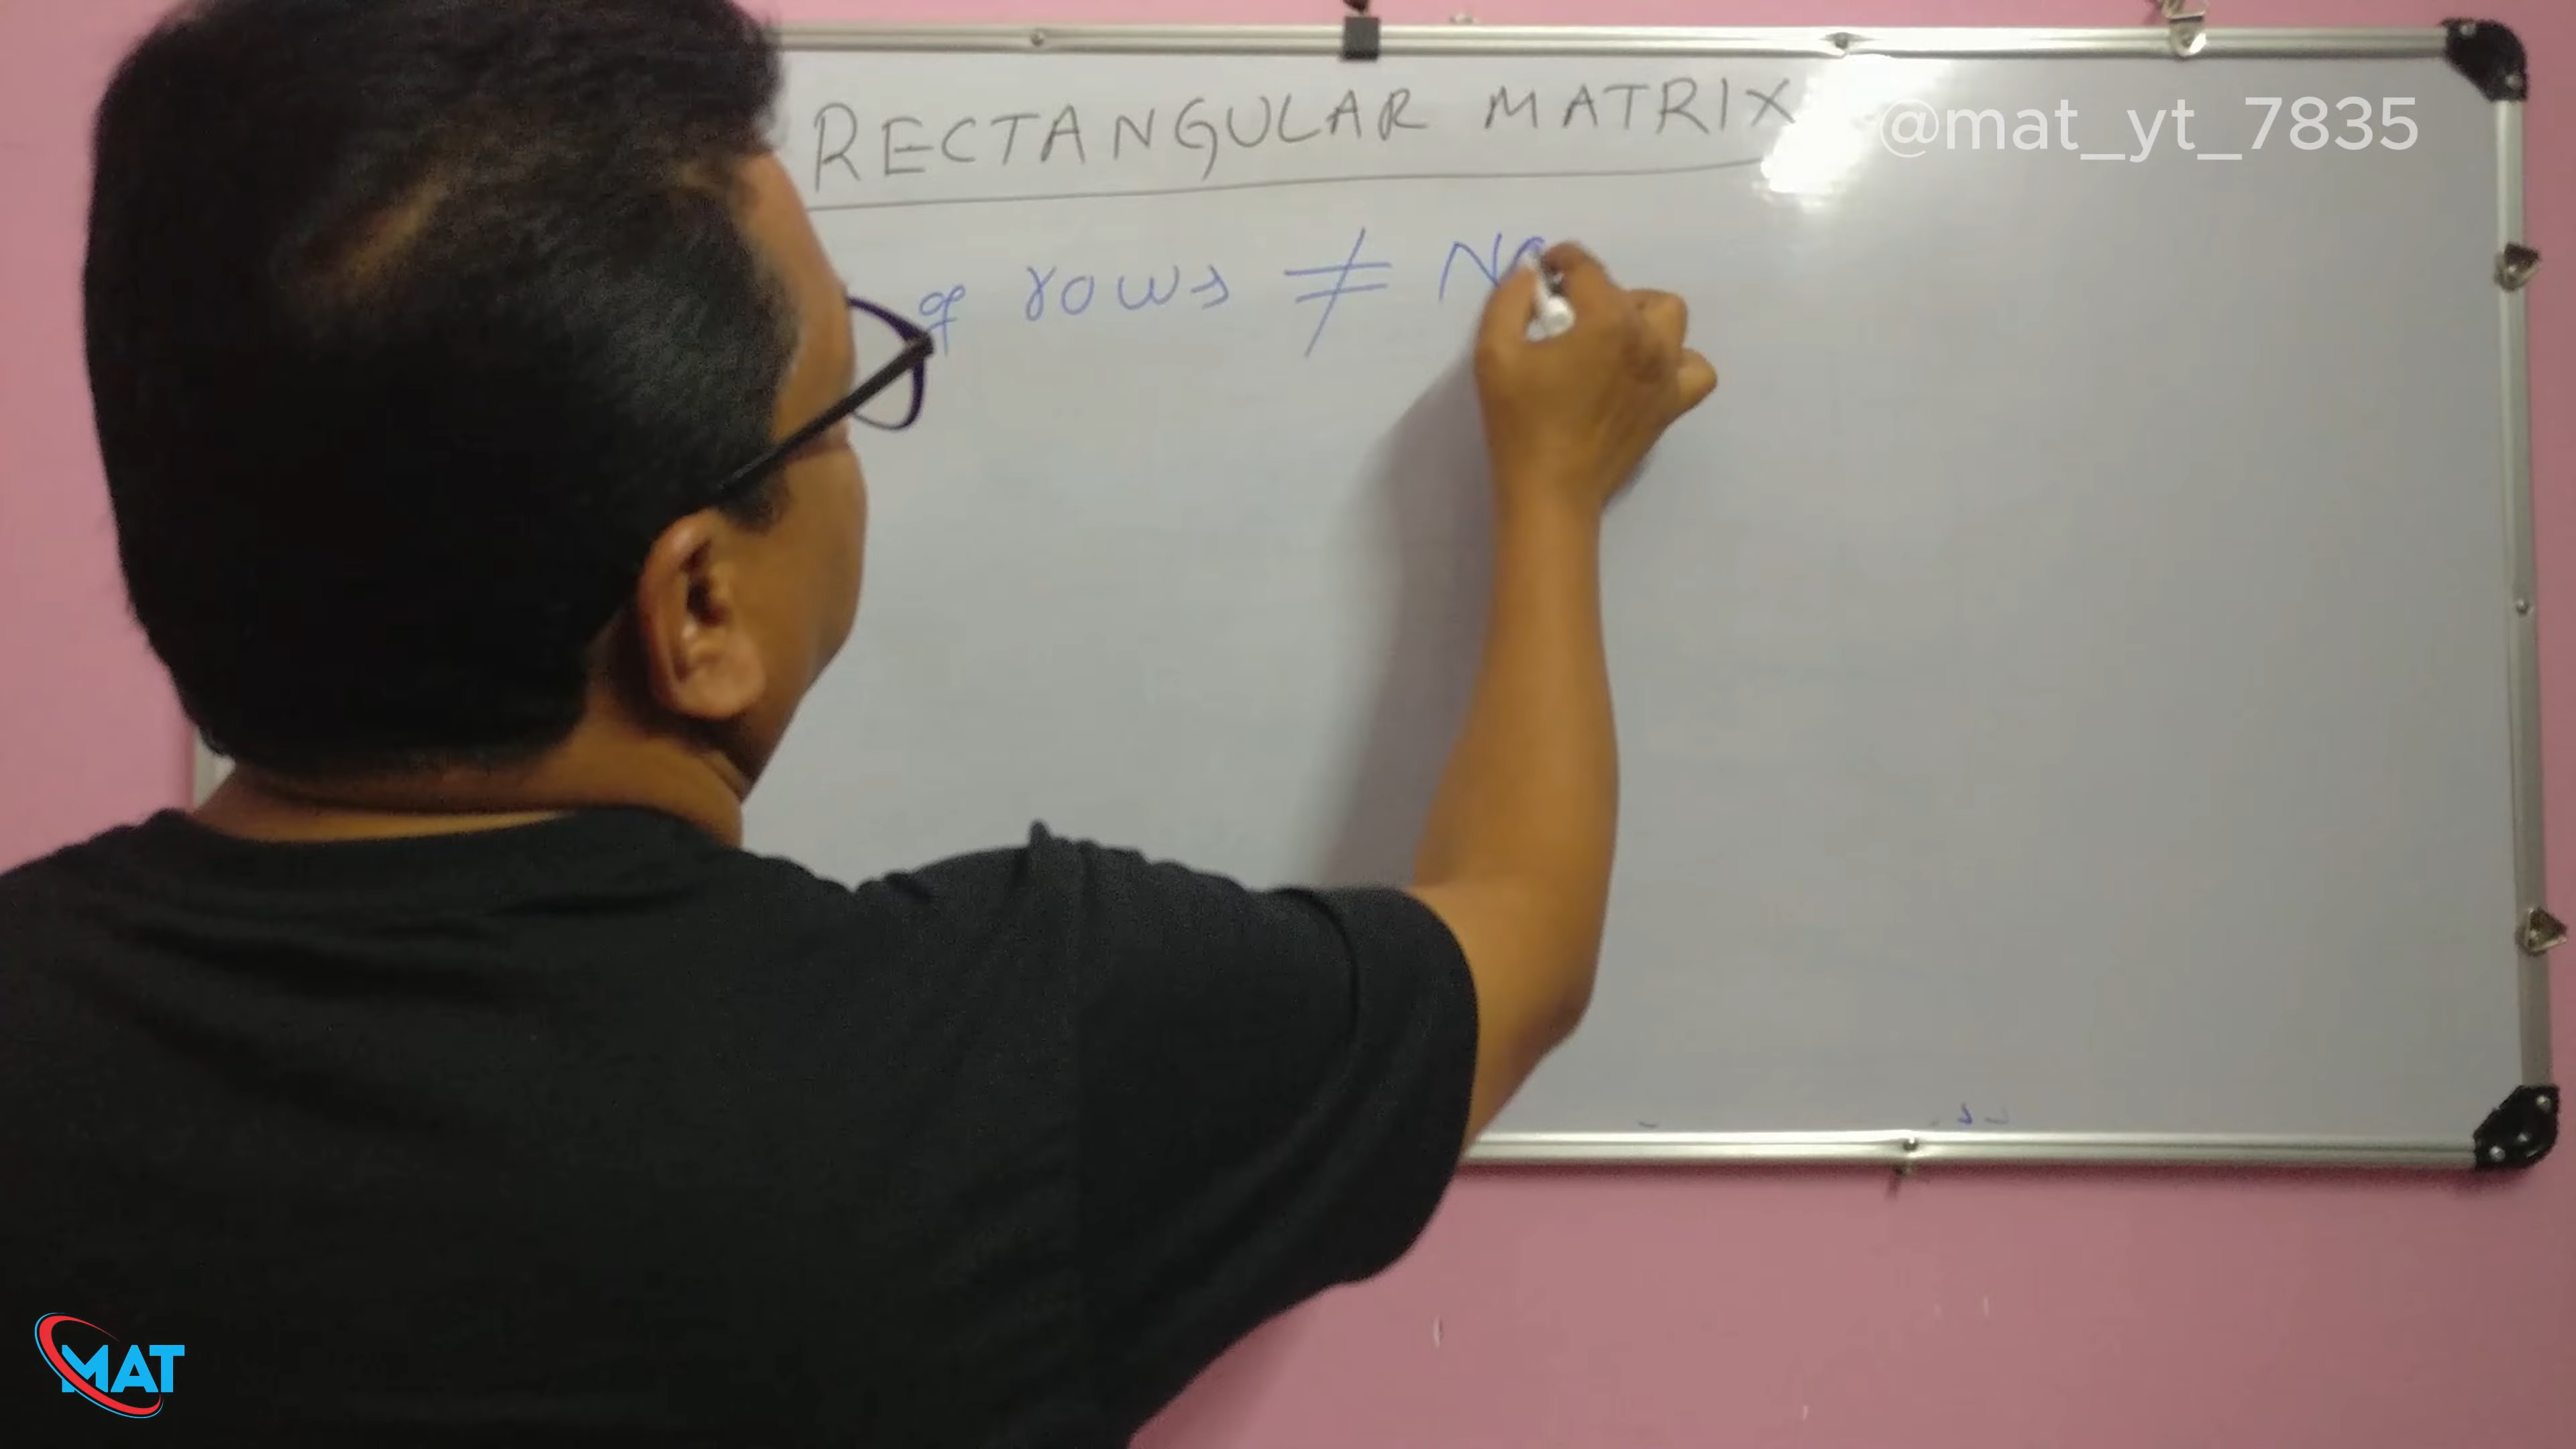 RECTANGULAR MATRIX
@mat_yt_7835
of rows ≠ No
MAT